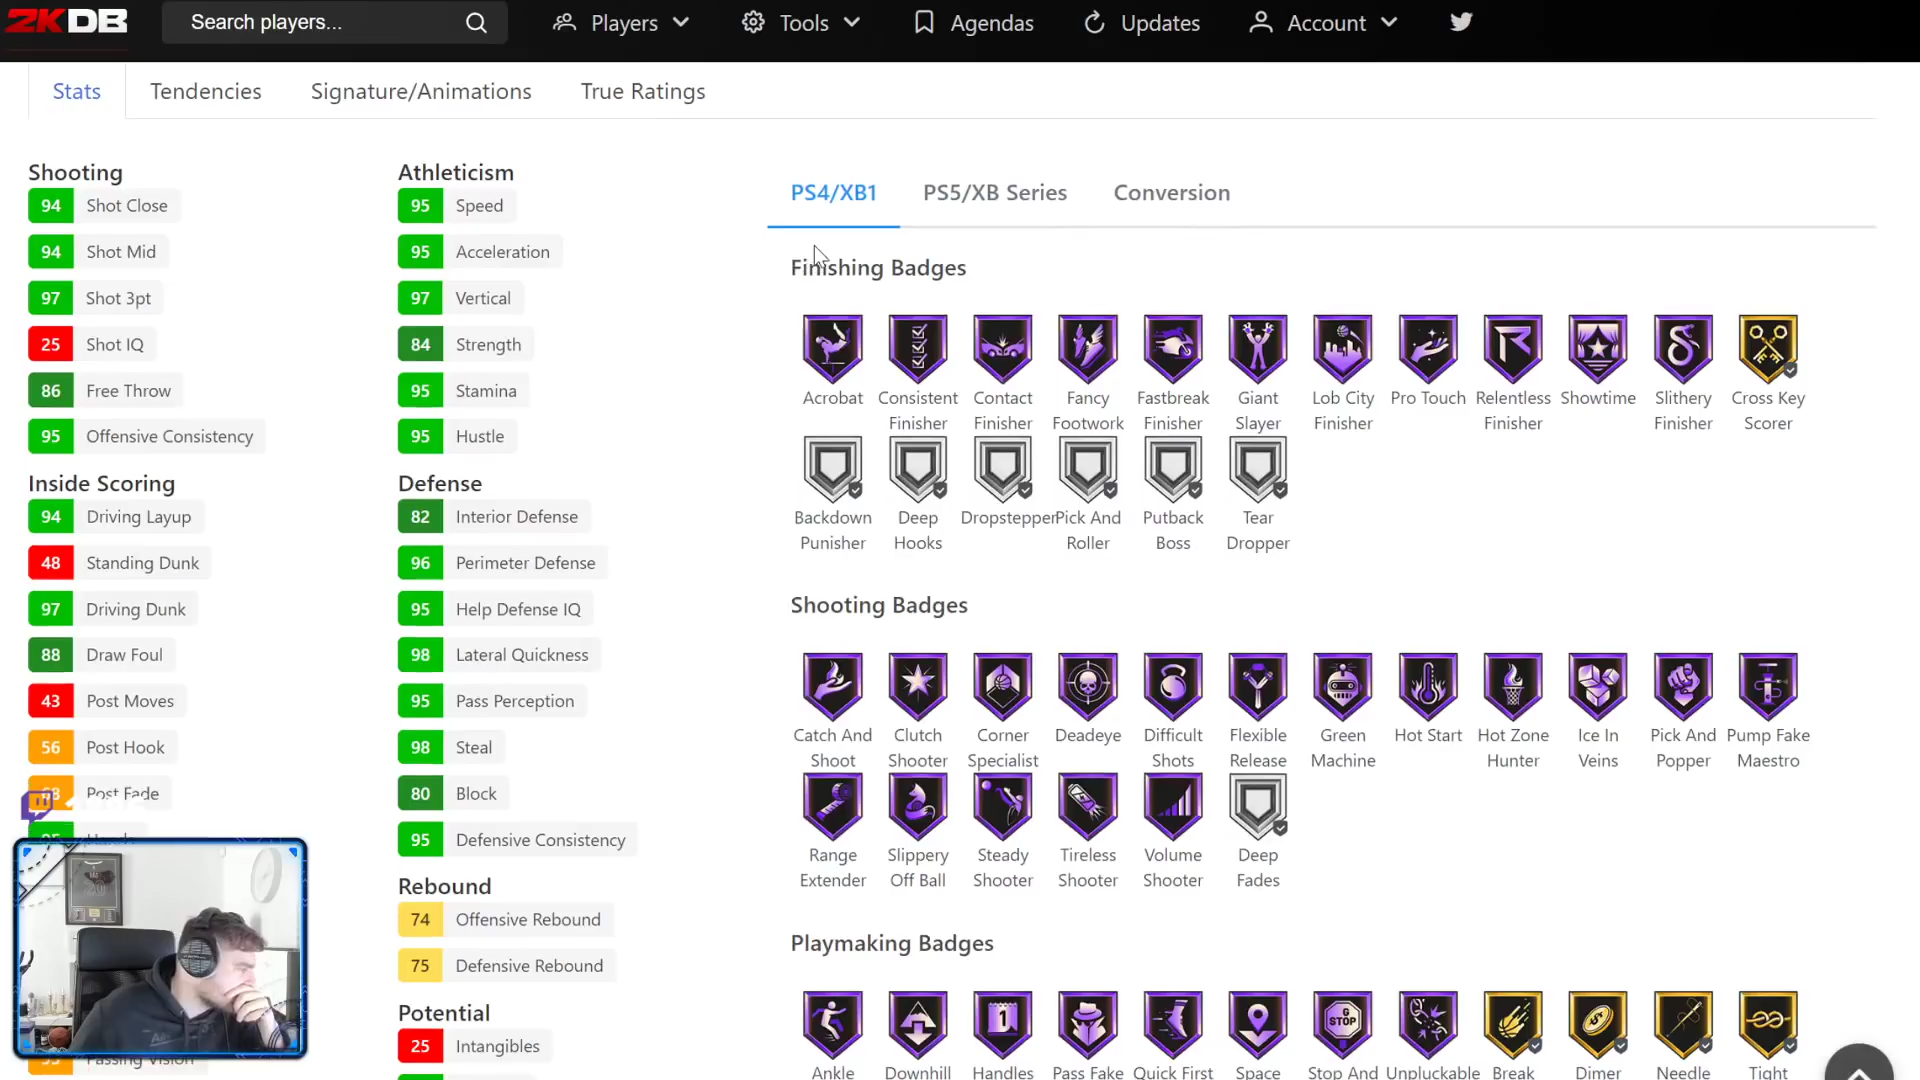 2KDB
Search players...
Players
Tools
Agendas
Updates
Account
Stats
Tendencies
Signature/Animations
True Ratings
Shooting
94 Shot Close
94 Shot Mid
97 Shot 3pt
25 Shot IQ
86 Free Throw
95 Offensive Consistency
Inside Scoring
94 Driving Layup
48 Standing Dunk
97 Driving Dunk
88 Draw Foul
43 Post Moves
56 Post Hook
Post Fade
Passing Vision
Athleticism
95 Speed
95 Acceleration
97 Vertical
84 Strength
95 Stamina
95 Hustle
Defense
82 Interior Defense
96 Perimeter Defense
95 Help Defense IQ
98 Lateral Quickness
95 Pass Perception
98 Steal
80 Block
95 Defensive Consistency
Rebound
74 Offensive Rebound
75 Defensive Rebound
Potential
25 Intangibles
PS4/XB1
PS5/XB Series
Conversion
Finishing Badges
Acrobat Consistent Contact Fancy Fastbreak Giant Lob City Pro Touch Relentless Showtime Slithery Cross Key
Finisher Finisher Footwork Finisher Slayer Finisher Finisher Finisher Scorer
Backdown Deep Dropstepper Pick And Putback Tear
Punisher Hooks Roller Boss Dropper
Shooting Badges
Catch And Clutch Corner Deadeye Difficult Flexible Green Hot Start Hot Zone Ice In Pick And Pump Fake
Shoot Shooter Specialist Shots Release Machine Hunter Veins Popper Maestro
Range Slippery Steady Tireless Volume Deep
Extender Off Ball Shooter Shooter Shooter Fades
Playmaking Badges
1
STOP
Ankle Downhill Handles Pass Fake Quick First Space Stop And Unpluckable Break Dimer Needle Tight